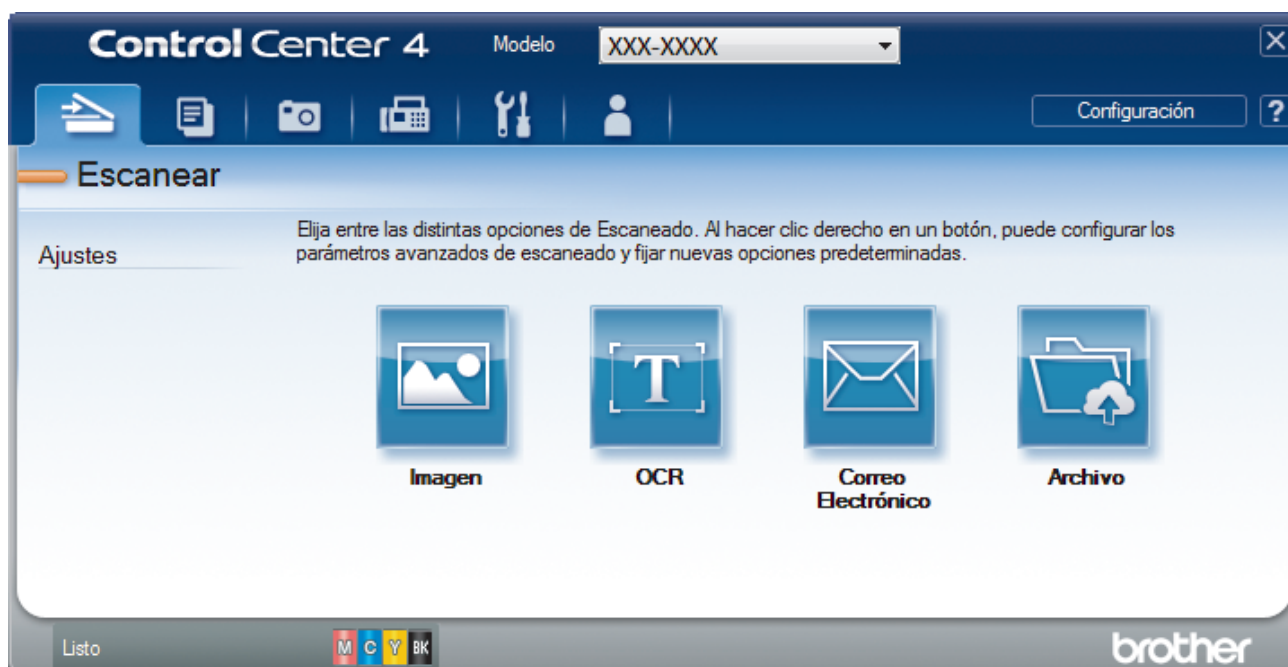 Control Center 4 Modelo XXX-XXXX
Configuración ?
Escanear
Ajustes
Elija entre las distintas opciones de Escaneado. Al hacer clic derecho en un botón, puede configurar los
parámetros avanzados de escaneado y fijar nuevas opciones predeterminadas.
T
Imagen OCR Correo Archivo
Electrónico
Listo M C Y BK brother